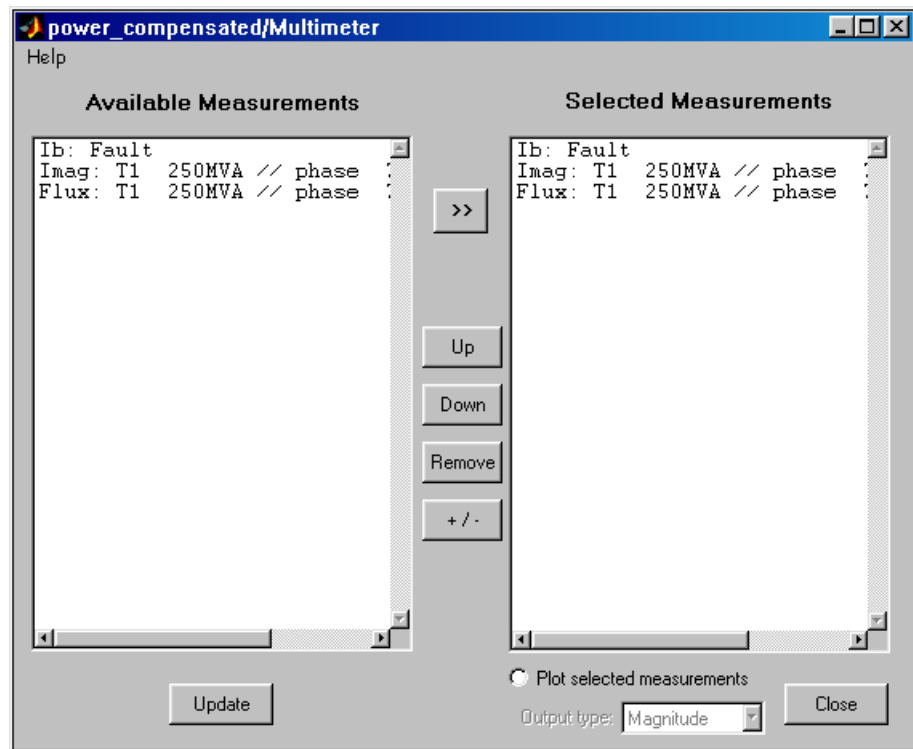 power_compensated/Multimeter
Help
Available Measurements
Ib: Fault
Imag: T1 250MVA // phase
Flux: T1 250MVA // phase
Update
>>
Up
Down
Remove
+ / -
Selected Measurements
Ib: Fault
Imag: T1 250MVA // phase
Flux: T1 250MVA // phase
Plot selected measurements
Output type: Magnitude
Close